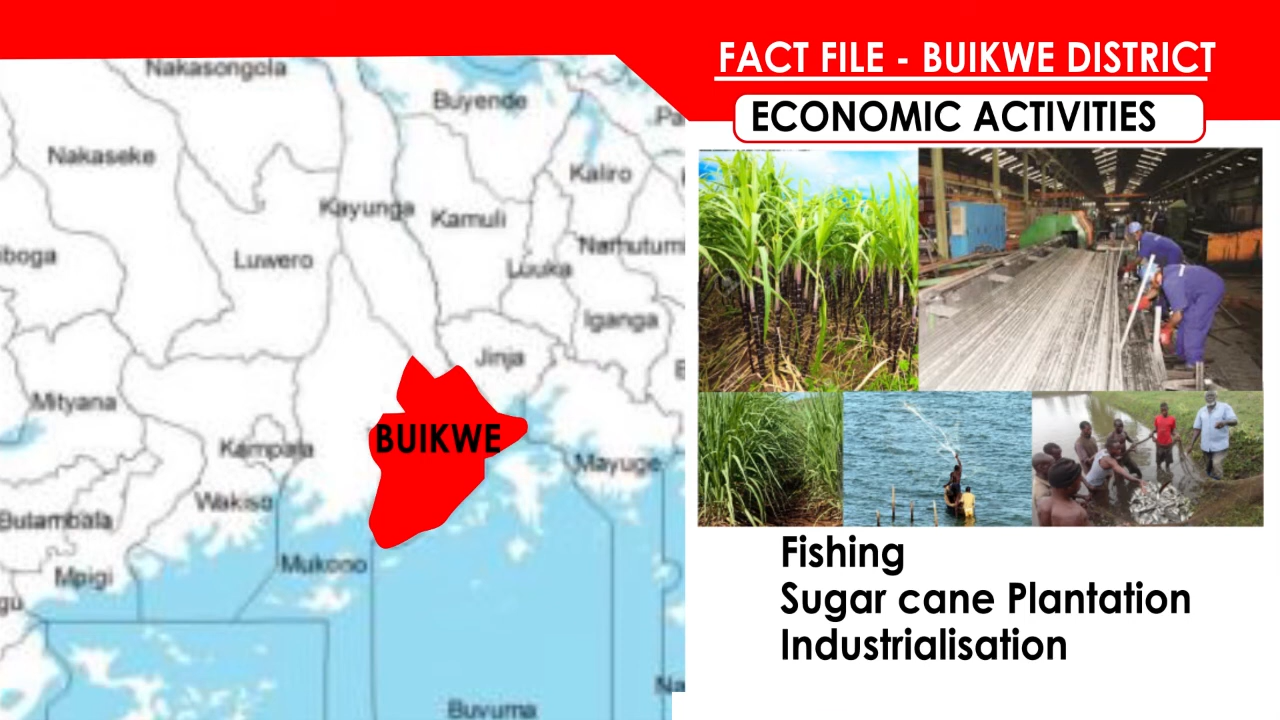 FACT FILE - BUIKWE DISTRICT
ECONOMIC ACTIVITIES
Nakasongola
Buyende
Nakaseke
Kaliro
Kayunga
Kamuli
Luwero
Luuka
Iganga
Jinja
Mityana
BUIKWE
Kampala
Mayuge
Wakiso
Butambala
Mukono
Mpigi
Buvuma
Fishing
Sugar cane Plantation
Industrialisation